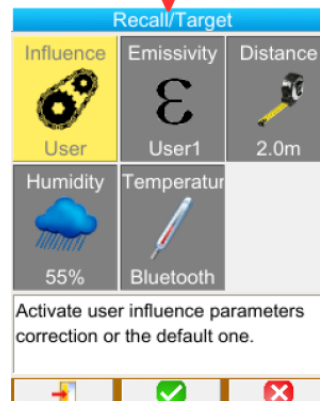 Recall/Target
Influence Emissivity Distance
ε
User User1 2.0m
Humidity Temperatur
55% Bluetooth
Activate user influence parameters
correction or the default one.